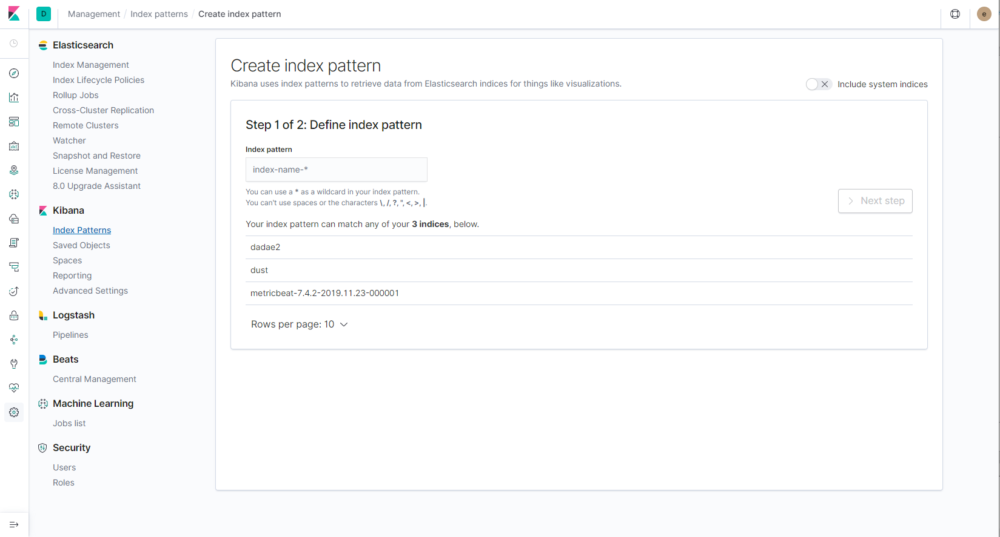 D
Management / Index patterns / Create index pattern
e
Elasticsearch
Index Management
Index Lifecycle Policies
Rollup Jobs
Cross-Cluster Replication
Remote Clusters
Watcher
Snapshot and Restore
License Management
8.0 Upgrade Assistant
Kibana
Index Patterns
Saved Objects
Spaces
Reporting
Advanced Settings
Logstash
Pipelines
Beats
Central Management
Machine Learning
Jobs list
Security
Users
Roles
Create index pattern
Kibana uses index patterns to retrieve data from Elasticsearch indices for things like visualizations.
Include system indices
Step 1 of 2: Define index pattern
Index pattern
index-name-*
You can use a * as a wildcard in your index pattern.
You can't use spaces or the characters \, /, ?, ", <, >, |.
Next step
Your index pattern can match any of your 3 indices, below.
dadae2
dust
metricbeat-7.4.2-2019.11.23-000001
Rows per page: 10